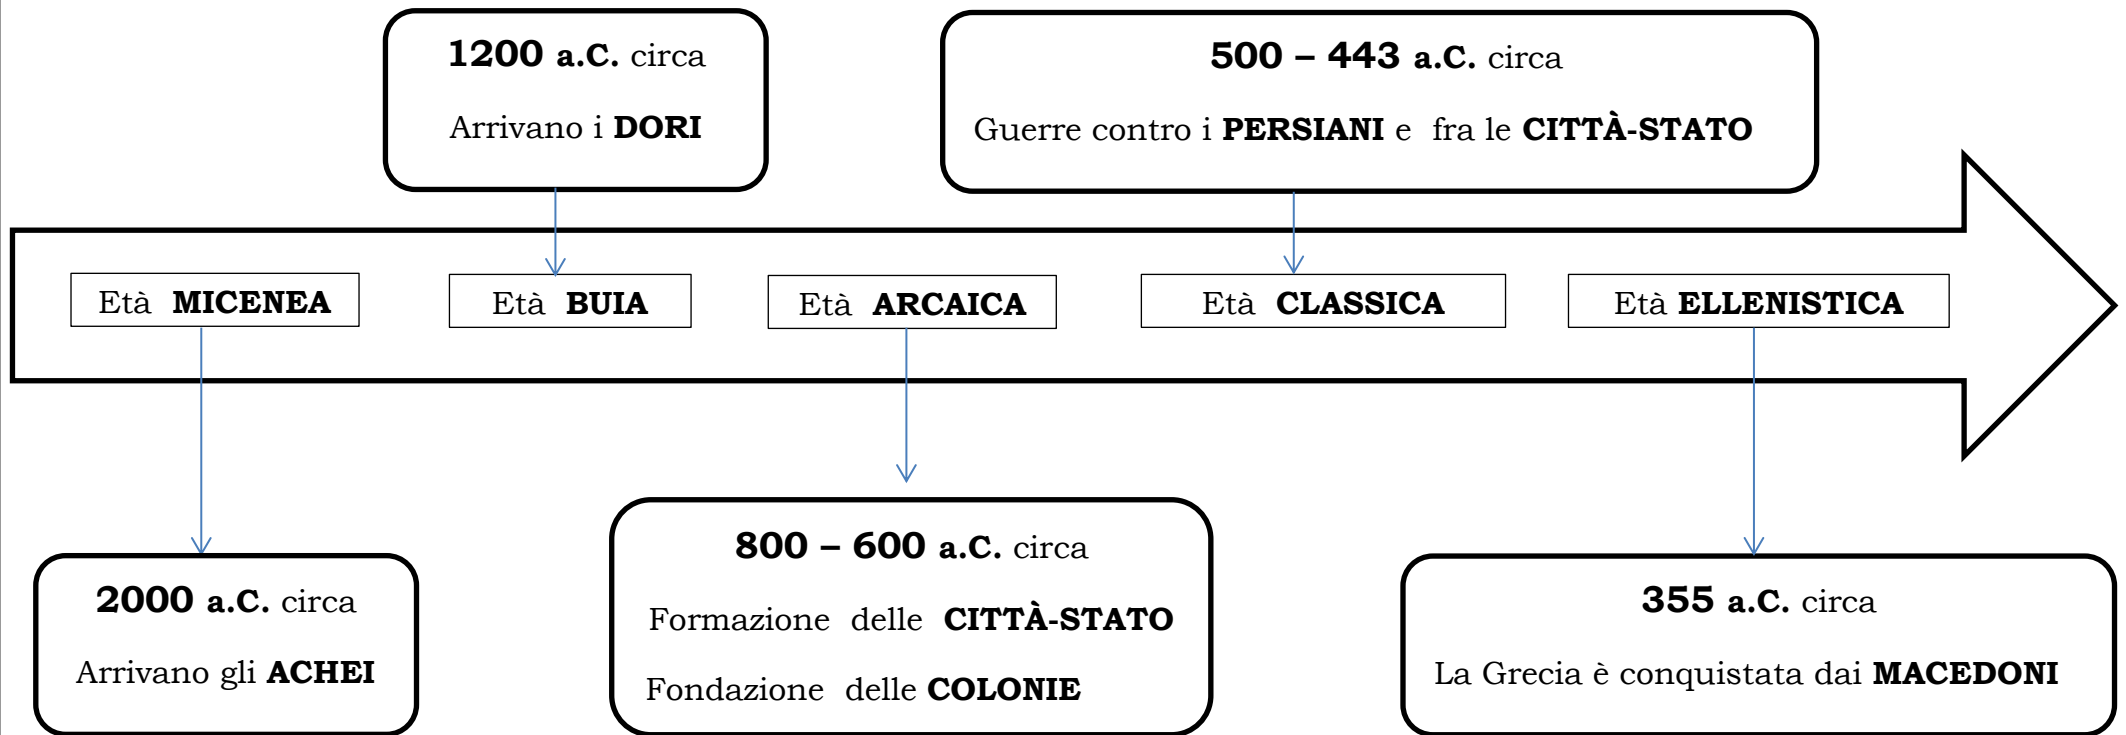 1200 a.C. circa
Arrivano i DORI
500 – 443 a.C. circa
Guerre contro i PERSIANI e fra le CITTÀ-STATO
Età MICENEA
Età BUIA
Età ARCAICA
Età CLASSICA
Età ELLENISTICA
2000 a.C. circa
Arrivano gli ACHEI
800 – 600 a.C. circa
Formazione delle CITTÀ-STATO
Fondazione delle COLONIE
355 a.C. circa
La Grecia è conquistata dai MACEDONI